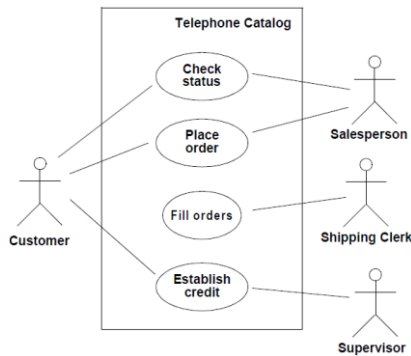 Telephone Catalog
Check
status
Salesperson
Place
order
Customer
Fill orders
Shipping Clerk
Establish
credit
Supervisor